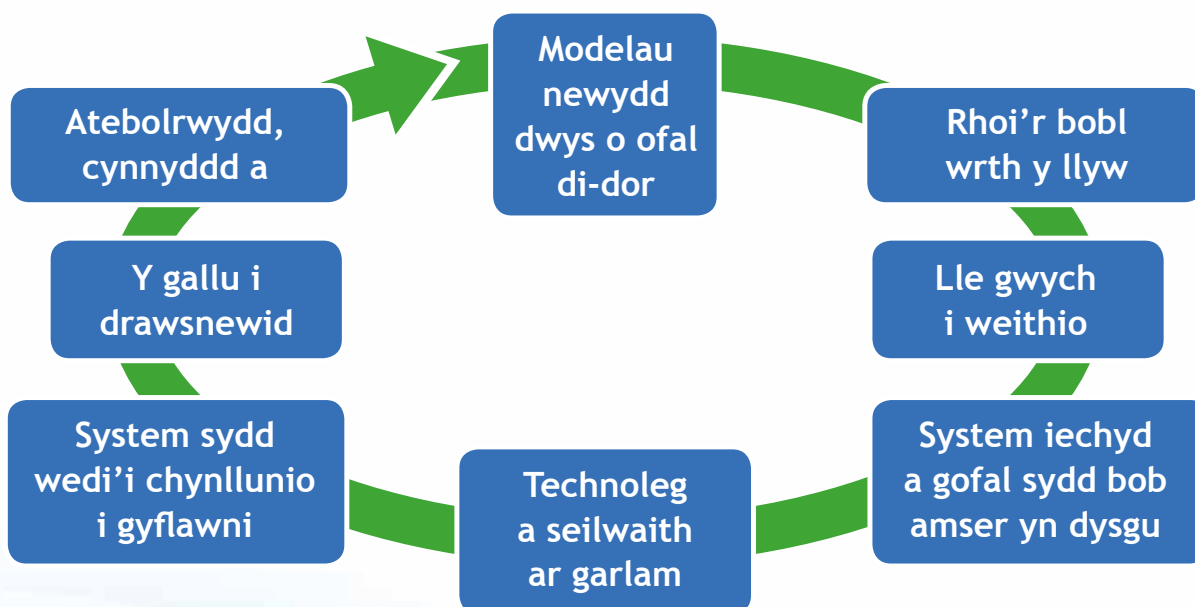 Modelau
newydd
dwys o ofal
di-dor
Rhoi’r bobl
wrth y llyw
Lle gwych
i weithio
System iechyd
a gofal sydd bob
amser yn dysgu
Technoleg
a seilwaith
ar garlam
System sydd
wedi’i chynllunio
i gyflawni
Y gallu i
drawsnewid
Atebolrwydd,
cynnyddd a